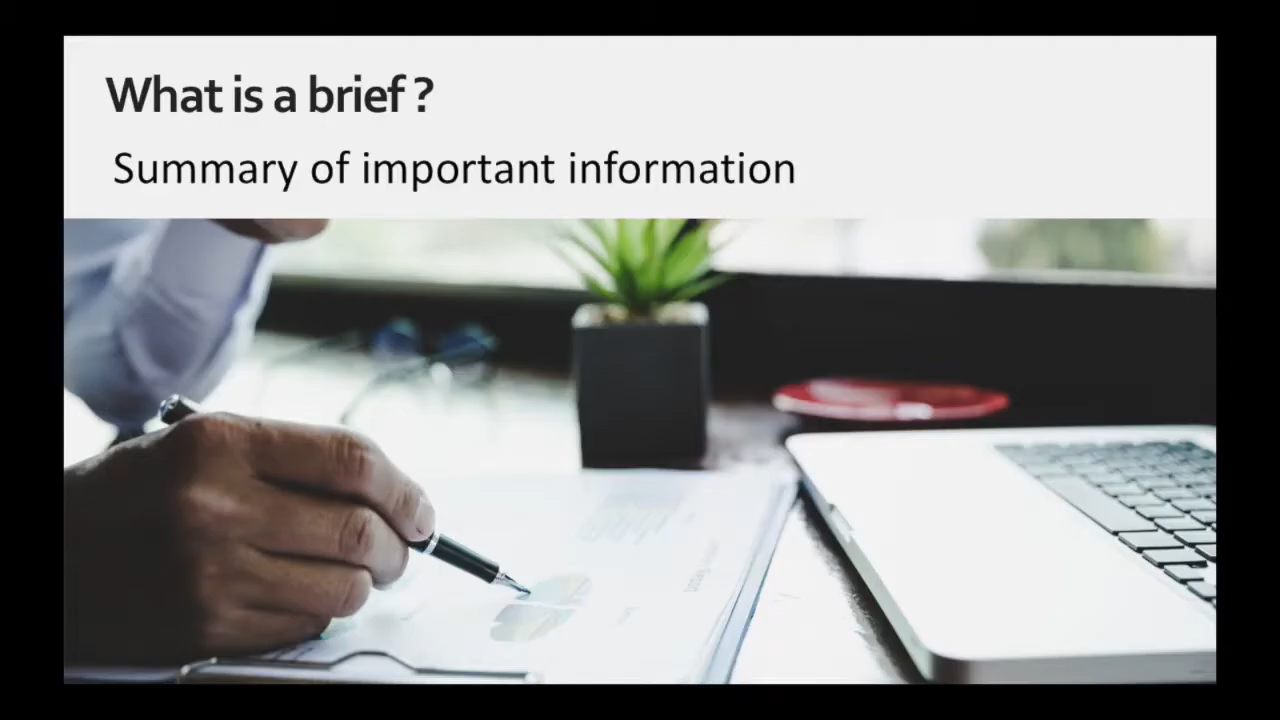 What is a brief ?
Summary of important information